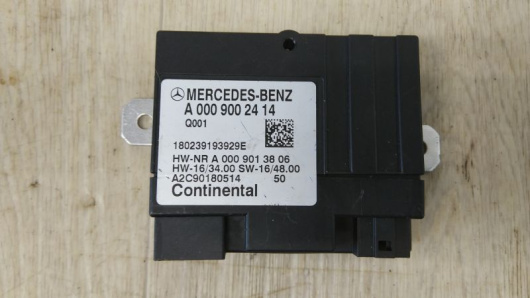 MERCEDES-BENZ
A 000 900 24 14
Q001
180239193929E
HW-NR A 000 901 38 06
HW-16/34.00 SW-16/48.00
A2C90180514 50
Continental